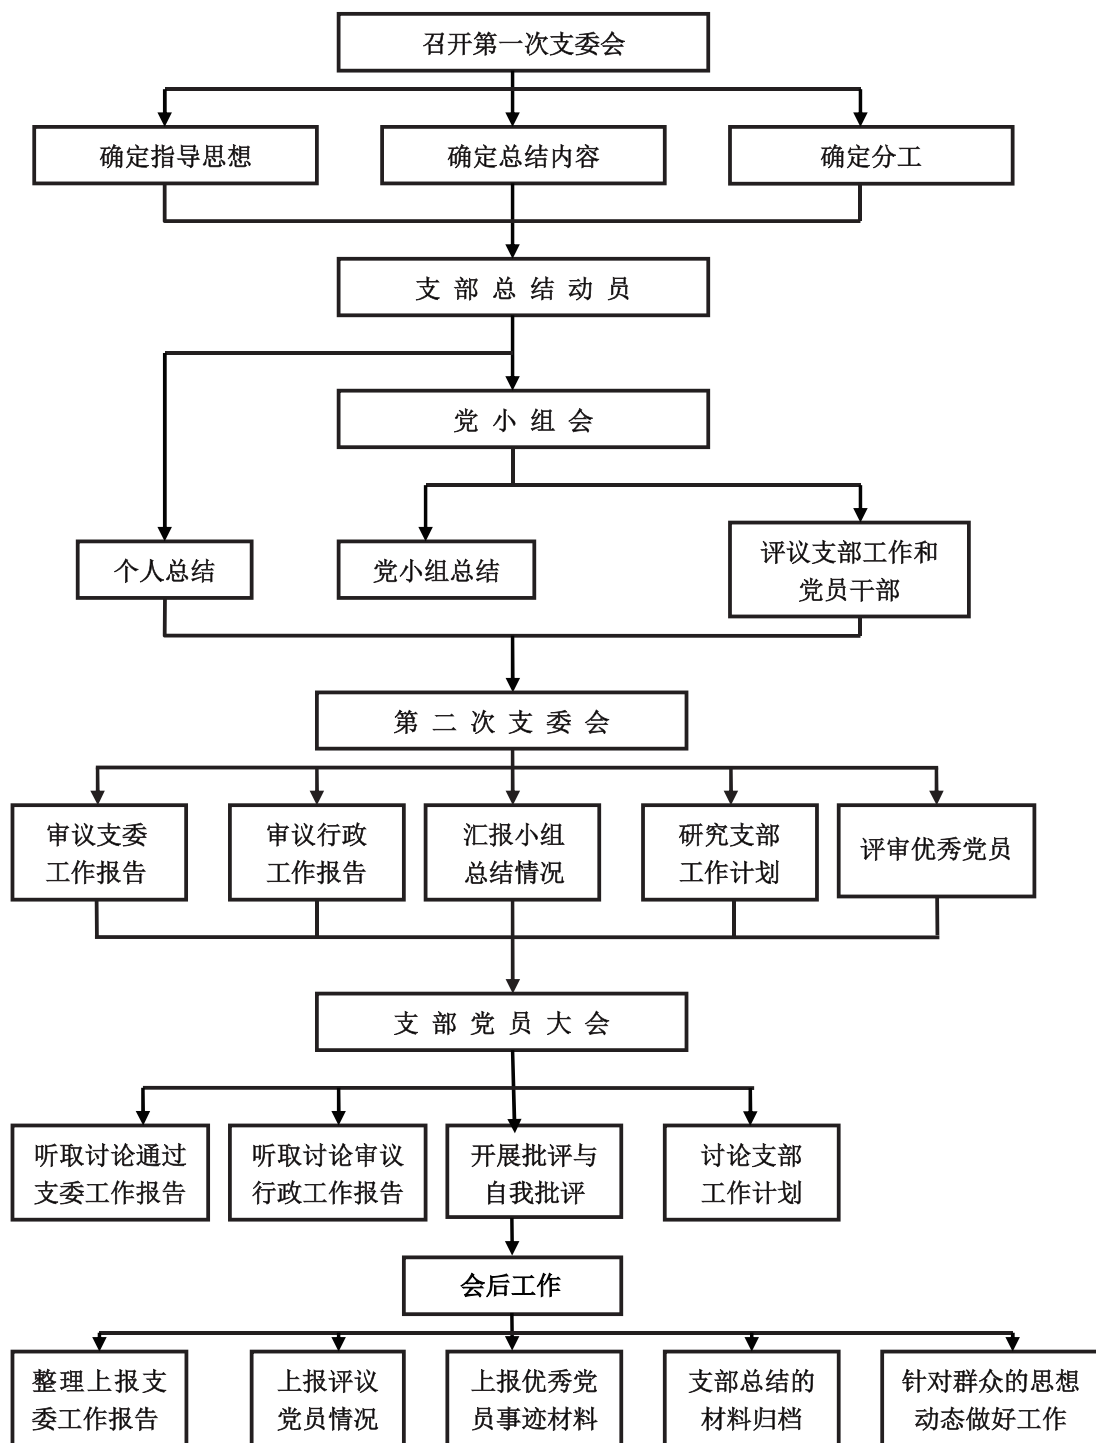 召开第一次支委会
确定指导思想
确定总结内容
确定分工
支部总结动员
党小组会
个人总结
党小组总结
评议支部工作和
党员干部
第二次支委会
审议支委
工作报告
审议行政
工作报告
汇报小组
总结情况
研究支部
工作计划
评审优秀党员
支部党员大会
听取讨论通过
支委工作报告
听取讨论审议
行政工作报告
开展批评与
自我批评
讨论支部
工作计划
会后工作
整理上报支
委工作报告
上报评议
党员情况
上报优秀党
员事迹材料
支部总结的
材料归档
针对群众的思想
动态做好工作